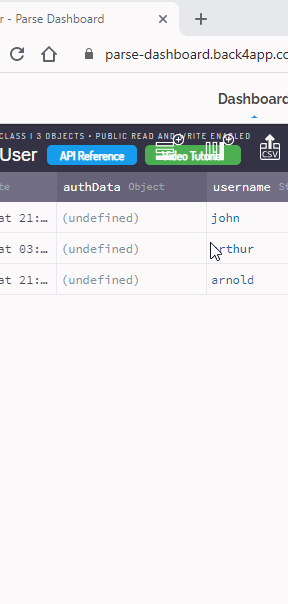 r - Parse Dashboard
parse-dashboard.back4app.co
Dashboard
CLASS | 3 OBJECTS • PUBLIC READ AND WRITE ENABLED
User API Reference Video Tutorial CSV
te authData Object username St
at 21:... (undefined) john
at 03:... (undefined) rthur
at 21:... (undefined) arnold